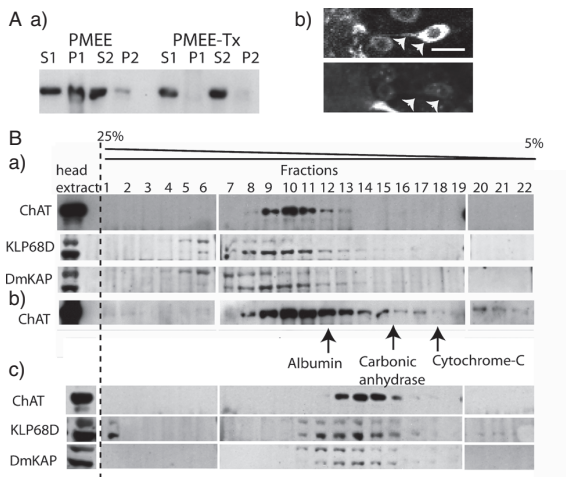 A a)
PMEE PMEE-Tx
S1 P1 S2 P2 S1 P1 S2 P2
b)
B
25% 5%
a)
head extract
Fractions
1 2 3 4 5 6 7 8 9 10 11 12 13 14 15 16 17 18 19 20 21 22
ChAT
KLP68D
DmKAP
b)
ChAT
Albumin Carbonic anhydrase Cytochrome-C
c)
ChAT
KLP68D
DmKAP